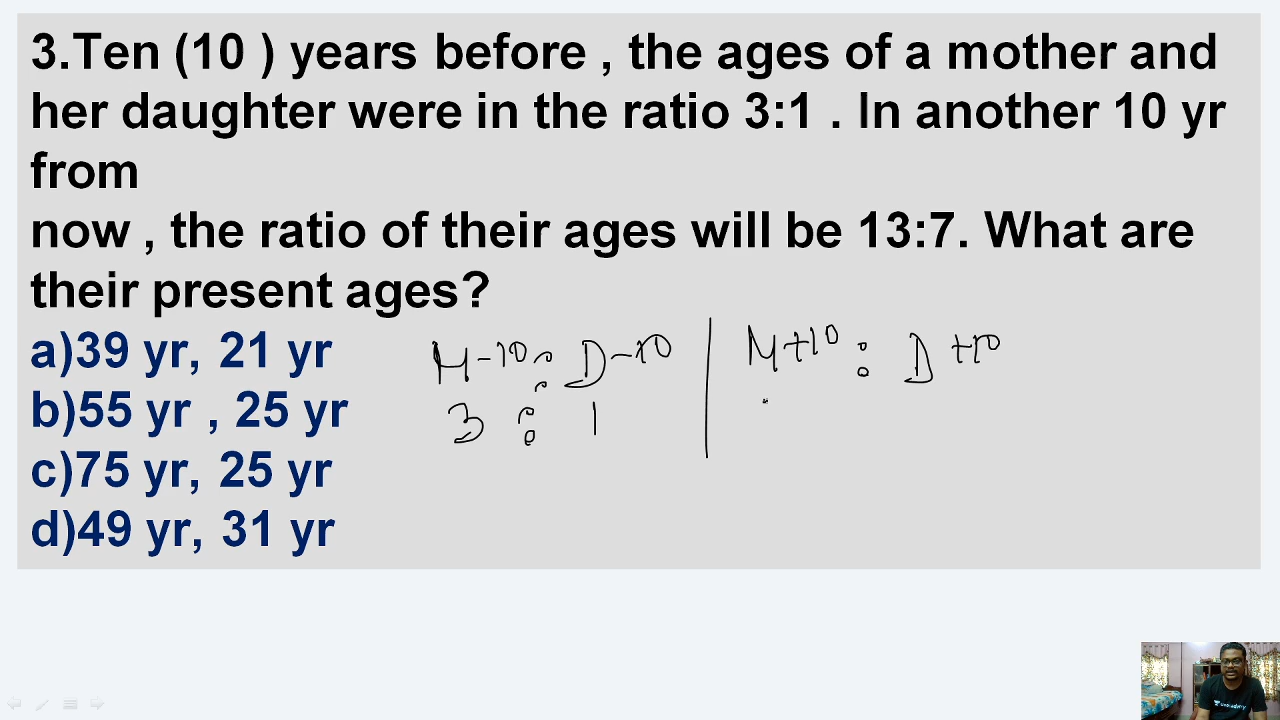 3.Ten (10 ) years before , the ages of a mother and
her daughter were in the ratio 3:1 . In another 10 yr
from
now , the ratio of their ages will be 13:7. What are
their present ages?
a)39 yr, 21 yr
b)55 yr , 25 yr
c)75 yr, 25 yr
d)49 yr, 31 yr
M-10 : D-10
3 : 1
M+10 : D+10